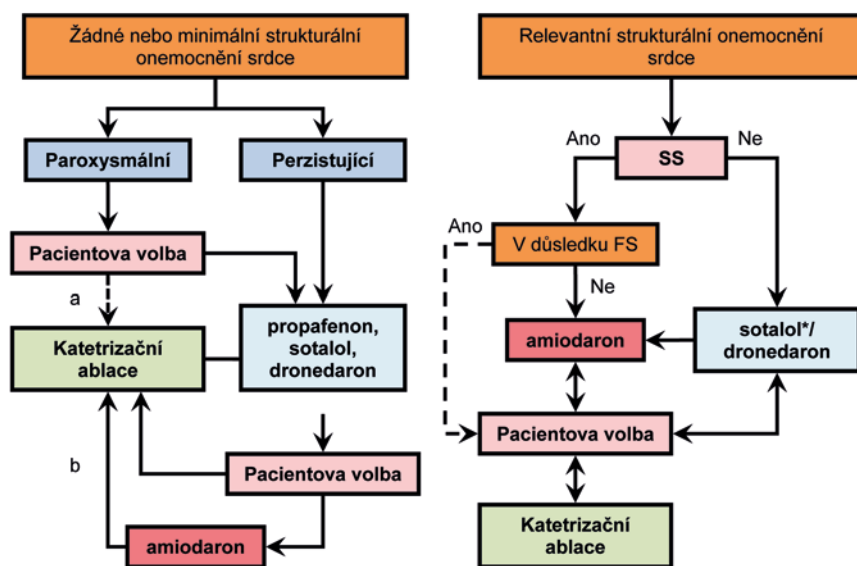 Žádné nebo minimální strukturální
onemocnění srdce
Paroxysmální
Perzistující
Pacientova volba
a
Katetrizační
ablace
propafenon,
sotalol,
dronedaron
b
Pacientova volba
amiodaron
Relevantní strukturální onemocnění
srdce
Ano
Ne
SS
Ano
V důsledku FS
Ne
amiodaron
sotalol*/
dronedaron
Pacientova volba
Katetrizační
ablace